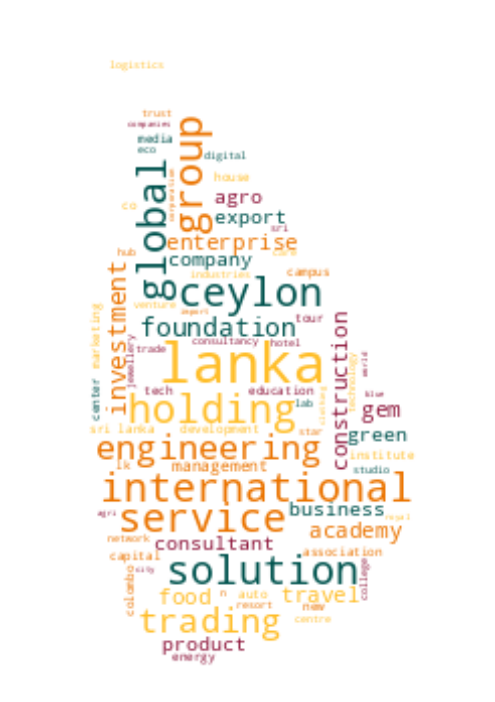 logistics
trust
companies
media
eco
group
digital
global
corporation
house
co
agro
export
sri
enterprise
hub
company
care
investment
industries
campus
ceylon
venture
import
marketing
foundation
tour
construction
jewellery
trade
consultancy
hotel
lanka
world
technology
center
tech
education
blue
holding
lab
gem
sri lanka
development
star
green
engineering
institute
lk
management
studio
international
service
business
agri
royal
academy
network
consultant
capital
association
solution
city
college
colombo
food
n
auto
travel
resort
new
trading
centre
product
energy